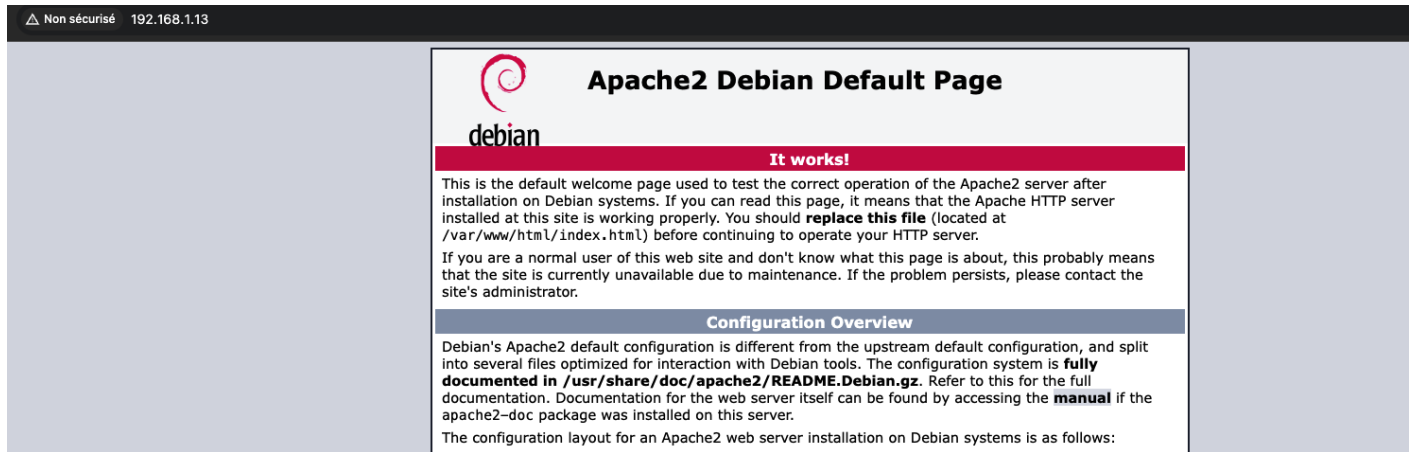 Non sécurisé 192.168.1.13
Apache2 Debian Default Page
debian
It works!
This is the default welcome page used to test the correct operation of the Apache2 server after
installation on Debian systems. If you can read this page, it means that the Apache HTTP server
installed at this site is working properly. You should replace this file (located at
/var/www/html/index.html) before continuing to operate your HTTP server.
If you are a normal user of this web site and don't know what this page is about, this probably means
that the site is currently unavailable due to maintenance. If the problem persists, please contact the
site's administrator.
Configuration Overview
Debian's Apache2 default configuration is different from the upstream default configuration, and split
into several files optimized for interaction with Debian tools. The configuration system is fully
documented in /usr/share/doc/apache2/README.Debian.gz. Refer to this for the full
documentation. Documentation for the web server itself can be found by accessing the manual if the
apache2-doc package was installed on this server.
The configuration layout for an Apache2 web server installation on Debian systems is as follows: